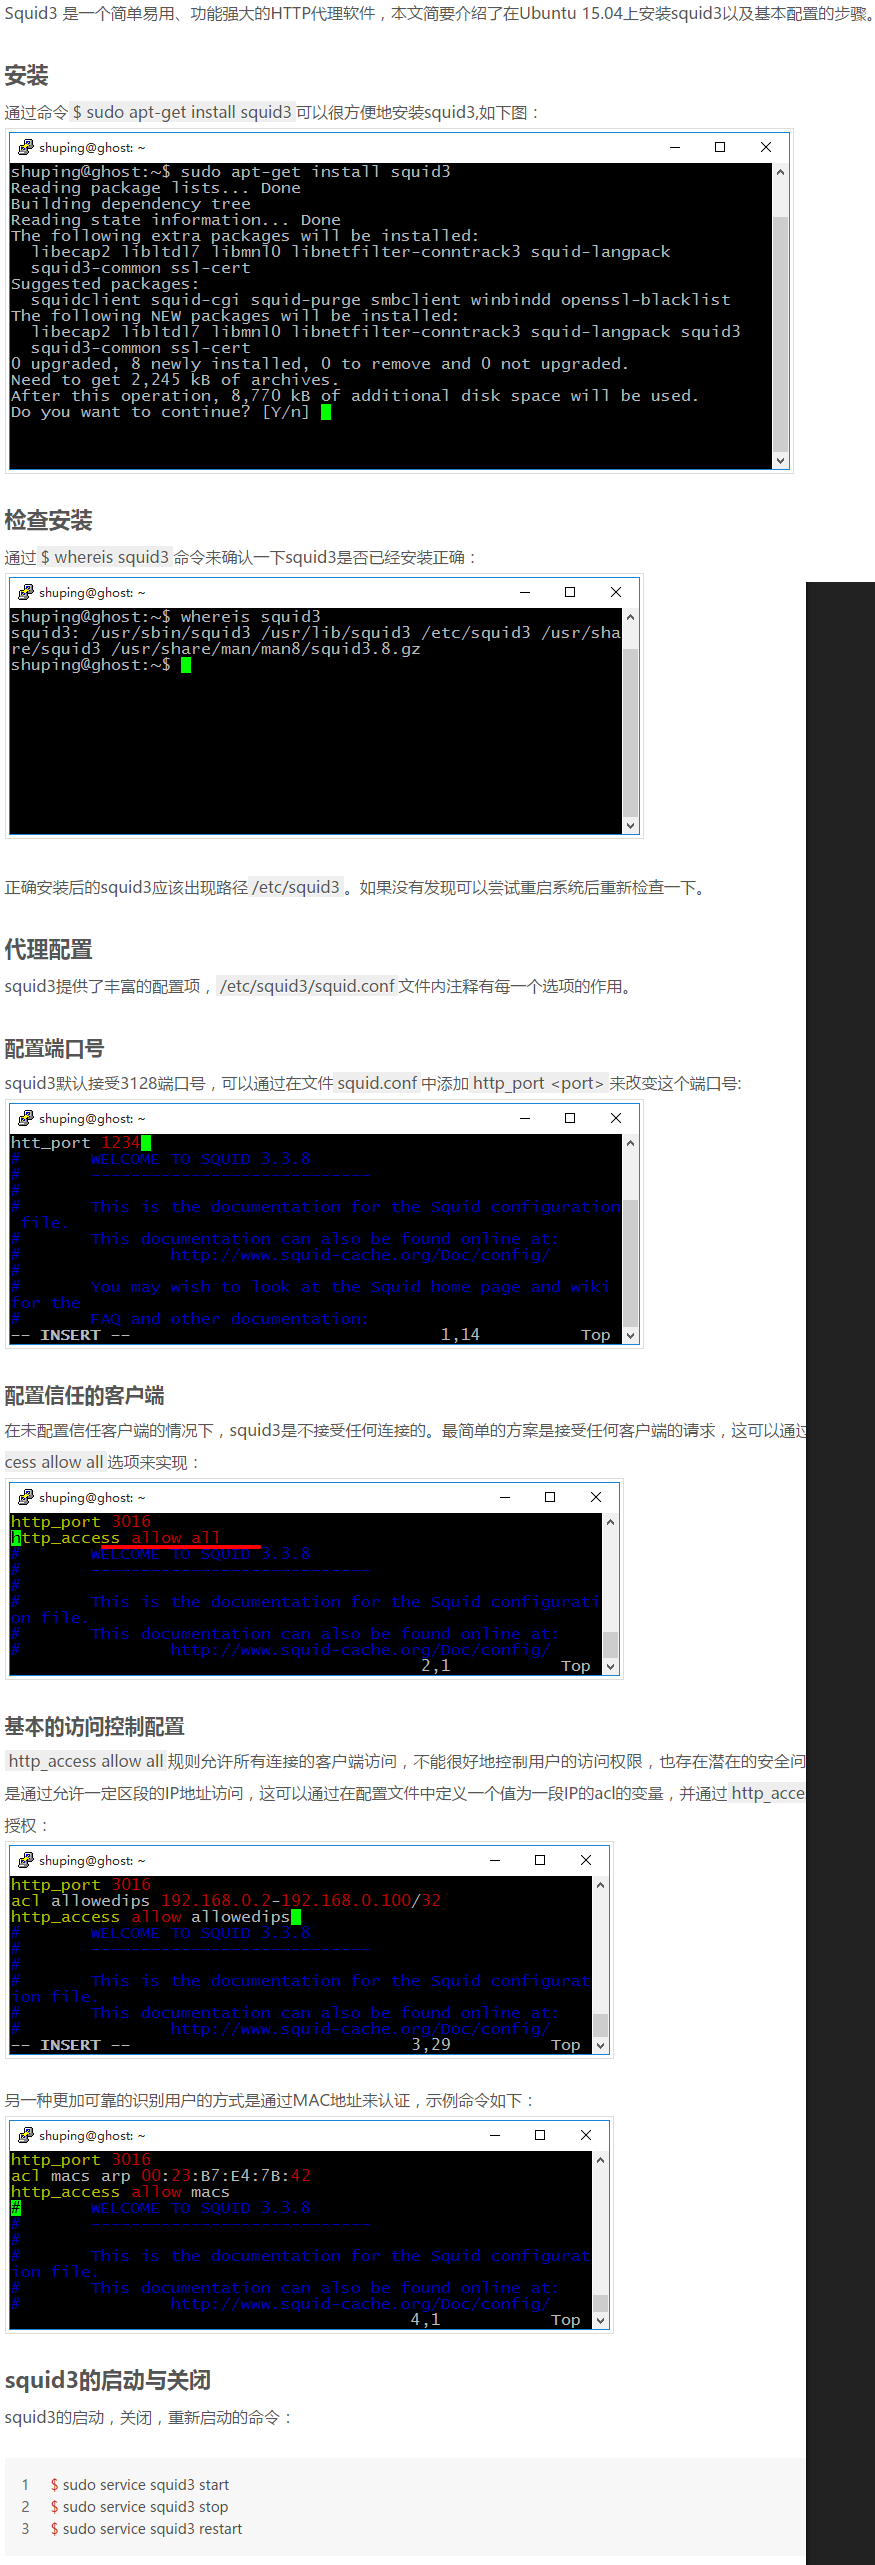 Squid3 是一个简单易用、功能强大的HTTP代理软件，本文简要介绍了在Ubuntu 15.04上安装squid3以及基本配置的步骤。
安装
通过命令 $ sudo apt-get install squid3 可以很方便地安装squid3,如下图：
shuping@ghost: ~
shuping@ghost:~$ sudo apt-get install squid3
Reading package lists... Done
Building dependency tree
Reading state information... Done
The following extra packages will be installed:
libecap2 libltdl7 libmnl0 libnetfilter-conntrack3 squid-langpack
squid3-common ssl-cert
Suggested packages:
squidclient squid-cgi squid-purge smbclient winbindd openssl-blacklist
The following NEW packages will be installed:
libecap2 libltdl7 libmnl0 libnetfilter-conntrack3 squid-langpack squid3
squid3-common ssl-cert
0 upgraded, 8 newly installed, 0 to remove and 0 not upgraded.
Need to get 2,245 kB of archives.
After this operation, 8,770 kB of additional disk space will be used.
Do you want to continue? [Y/n]
检查安装
通过 $ whereis squid3 命令来确认一下squid3是否已经安装正确：
shuping@ghost: ~
shuping@ghost:~$ whereis squid3
squid3: /usr/sbin/squid3 /usr/lib/squid3 /etc/squid3 /usr/sha
re/squid3 /usr/share/man/man8/squid3.8.gz
shuping@ghost:~$
正确安装后的squid3应该出现路径 /etc/squid3 。如果没有发现可以尝试重启系统后重新检查一下。
代理配置
squid3提供了丰富的配置项， /etc/squid3/squid.conf 文件内注释有每一个选项的作用。
配置端口号
squid3默认接受3128端口号，可以通过在文件 squid.conf 中添加 http_port <port> 来改变这个端口号:
shuping@ghost: ~
htt_port 1234
# WELCOME TO SQUID 3.3.8
# ----------------------------
#
# This is the documentation for the Squid configuration
file.
# This documentation can also be found online at:
# http://www.squid-cache.org/Doc/config/
#
# You may wish to look at the Squid home page and wiki
for the
# FAQ and other documentation:
-- INSERT -- 1,14 Top
配置信任的客户端
在未配置信任客户端的情况下，squid3是不接受任何连接的。最简单的方案是接受任何客户端的请求，这可以通过
cess allow all 选项来实现：
shuping@ghost: ~
http_port 3016
http_access allow all
# WELCOME TO SQUID 3.3.8
# ----------------------------
#
# This is the documentation for the Squid configurati
on file.
# This documentation can also be found online at:
# http://www.squid-cache.org/Doc/config/
2,1 Top
基本的访问控制配置
http_access allow all 规则允许所有连接的客户端访问，不能很好地控制用户的访问权限，也存在潜在的安全问
是通过允许一定区段的IP地址访问，这可以通过在配置文件中定义一个值为一段IP的acl的变量，并通过 http_acce
授权：
shuping@ghost: ~
http_port 3016
acl allowedips 192.168.0.2-192.168.0.100/32
http_access allow allowedips
# WELCOME TO SQUID 3.3.8
# ----------------------------
#
# This is the documentation for the Squid configurat
ion file.
# This documentation can also be found online at:
# http://www.squid-cache.org/Doc/config/
-- INSERT -- 3,29 Top
另一种更加可靠的识别用户的方式是通过MAC地址来认证，示例命令如下：
shuping@ghost: ~
http_port 3016
acl macs arp 00:23:B7:E4:7B:42
http_access allow macs
# WELCOME TO SQUID 3.3.8
# ----------------------------
#
# This is the documentation for the Squid configurat
ion file.
# This documentation can also be found online at:
# http://www.squid-cache.org/Doc/config/
4,1 Top
squid3的启动与关闭
squid3的启动，关闭，重新启动的命令：
1 $ sudo service squid3 start
2 $ sudo service squid3 stop
3 $ sudo service squid3 restart